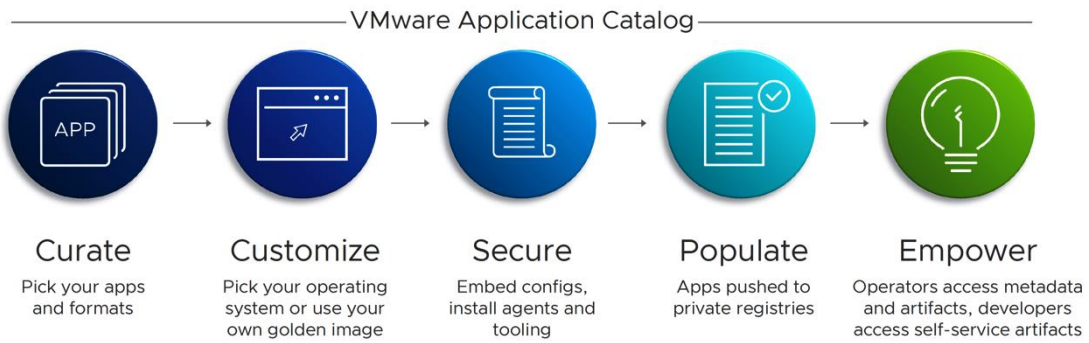 VMware Application Catalog
APP
Curate
Pick your apps
and formats
Customize
Pick your operating
system or use your
own golden image
Secure
Embed configs,
install agents and
tooling
Populate
Apps pushed to
private registries
Empower
Operators access metadata
and artifacts, developers
access self-service artifacts